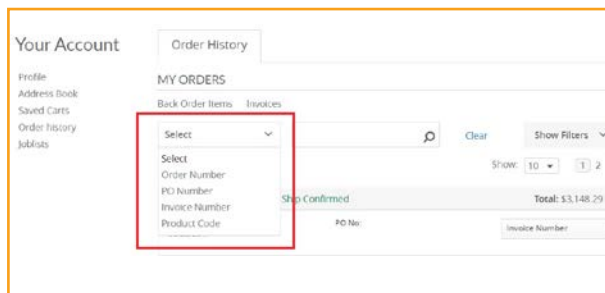 Your Account
Order History
Profile
Address Book
Saved Carts
Order history
Joblists
MY ORDERS
Back Order Items Invoices
Select Clear Show Filters
Show: 10 1 2
Select
Order Number
PO Number
Invoice Number
Product Code
Ship Confirmed Total: $3,148.29
PO No: Invoice Number